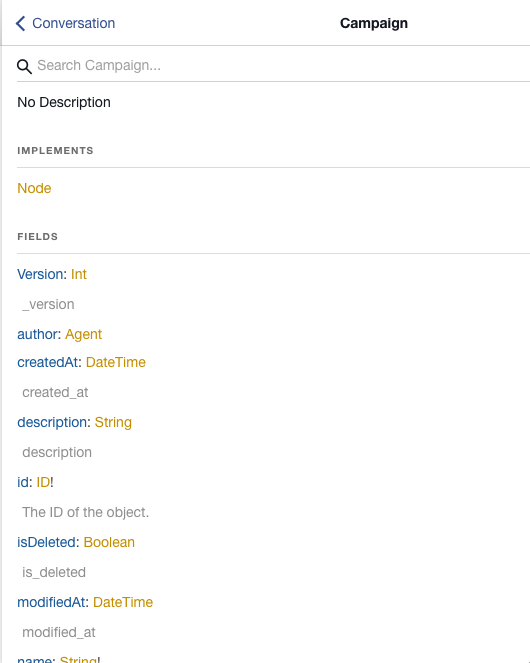 Conversation Campaign
Search Campaign...
No Description
IMPLEMENTS
Node
FIELDS
Version: Int
_version
author: Agent
createdAt: DateTime
created_at
description: String
description
id: ID!
The ID of the object.
isDeleted: Boolean
is_deleted
modifiedAt: DateTime
modified_at
name: String!